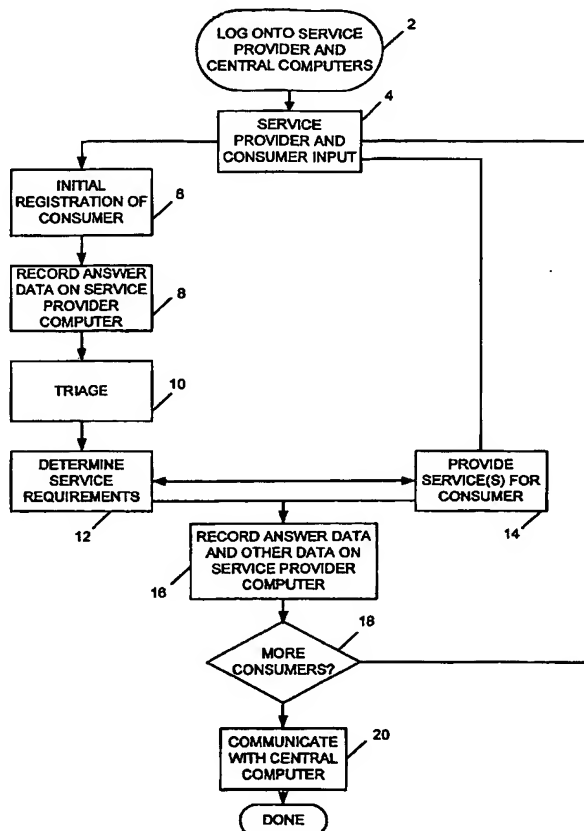 LOG ONTO SERVICE
PROVIDER AND
CENTRAL COMPUTERS
2
4
SERVICE
PROVIDER AND
CONSUMER INPUT
INITIAL
REGISTRATION OF
CONSUMER
6
RECORD ANSWER
DATA ON SERVICE
PROVIDER
COMPUTER
8
TRIAGE
10
DETERMINE
SERVICE
REQUIREMENTS
12
PROVIDE
SERVICE(S) FOR
CONSUMER
14
RECORD ANSWER DATA
AND OTHER DATA ON
SERVICE PROVIDER
COMPUTER
16
18
MORE
CONSUMERS?
20
COMMUNICATE
WITH CENTRAL
COMPUTER
DONE